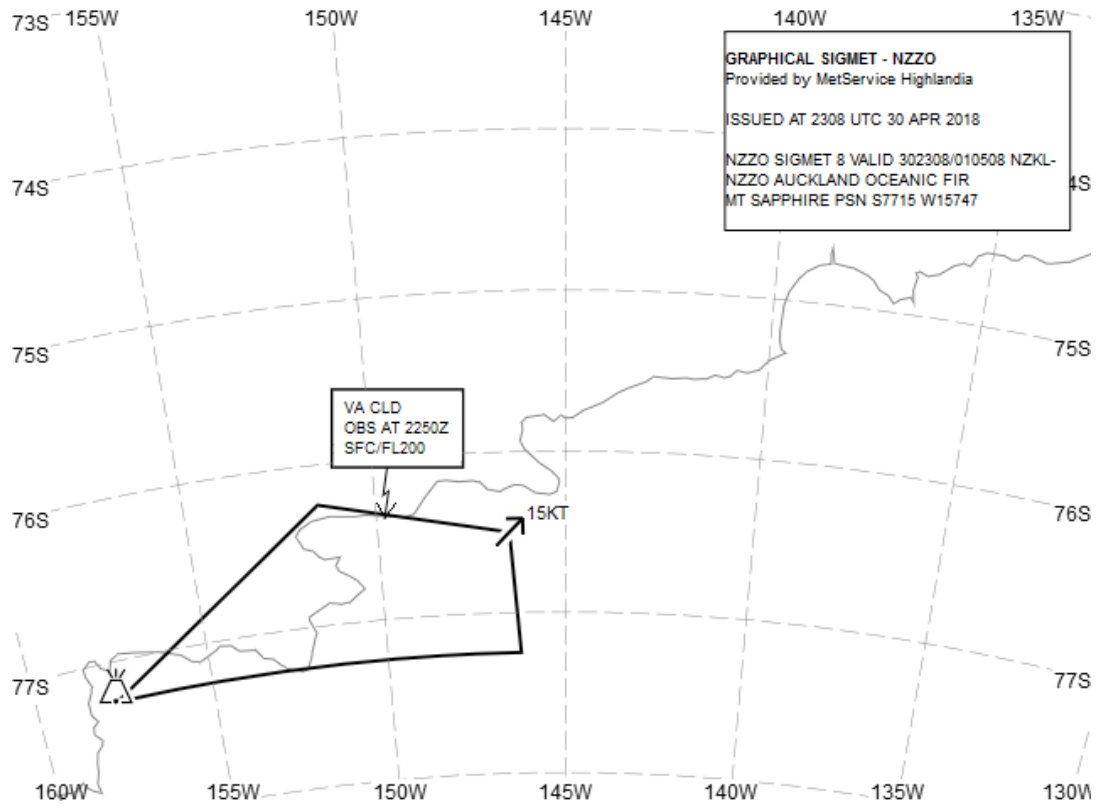 73S 155W 150W 145W 140W 135W
GRAPHICAL SIGMET - NZZO
Provided by MetService Highlandia
ISSUED AT 2308 UTC 30 APR 2018
NZZO SIGMET 8 VALID 302308/010508 NZKL-
NZZO AUCKLAND OCEANIC FIR
MT SAPPHIRE PSN S7715 W15747
74S 4S
75S 75S
VA CLD
OBS AT 2250Z
SFC/FL200
76S 15KT 76S
77S 77S
160W 155W 150W 145W 140W 135W 130W